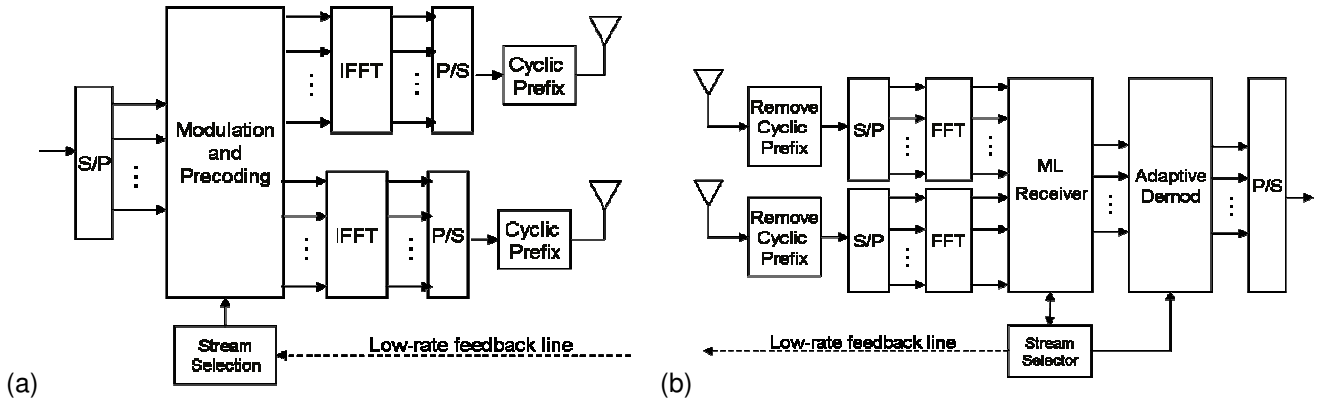 S/P
Modulation
and
Precoding
IFFT
P/S
Cyclic
Prefix
IFFT
P/S
Cyclic
Prefix
Stream
Selection
Low-rate feedback line
(a)
Remove
Cyclic
Prefix
S/P
FFT
Remove
Cyclic
Prefix
S/P
FFT
ML
Receiver
Adaptive
Demod
P/S
Low-rate feedback line
Stream
Selector
(b)